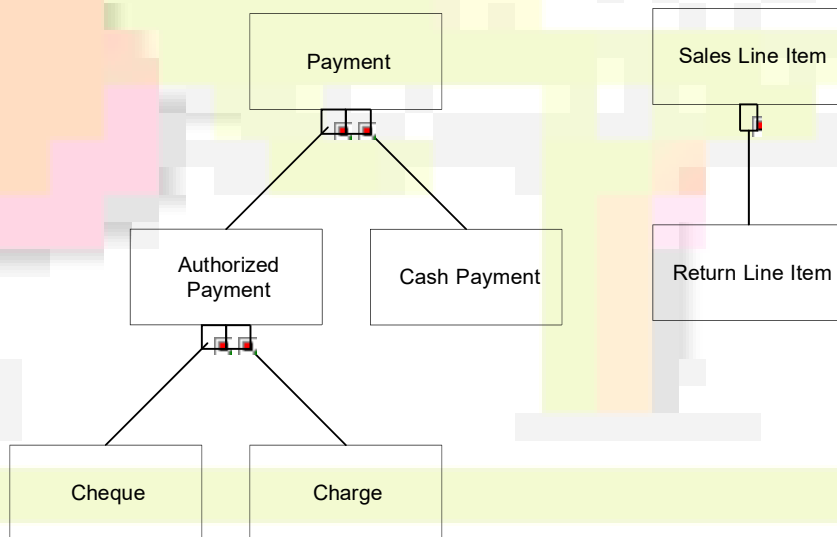 Payment
Sales Line Item
Authorized
Payment
Cash Payment
Return Line Item
Cheque
Charge